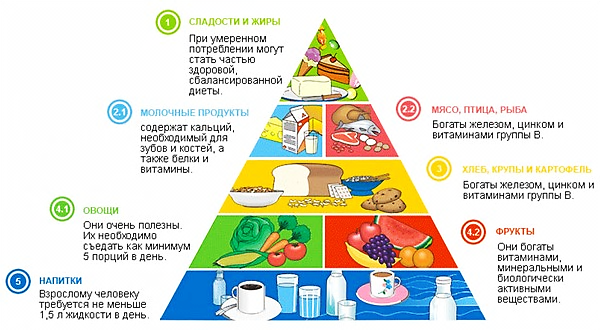 1
СЛАДОСТИ И ЖИРЫ
При умеренном
потреблении могут
стать частью
здоровой,
сбалансированной
диеты.
2.1
МОЛОЧНЫЕ ПРОДУКТЫ
содержат кальций,
необходимый для
зубов и костей, а
также белки и
витамины.
2.2
МЯСО, ПТИЦА, РЫБА
Богаты железом, цинком и
витаминами группы В.
3
ХЛЕБ, КРУПЫ И КАРТОФЕЛЬ
Богаты железом, цинком и
витаминами группы В.
4.1
ОВОЩИ
Они очень полезны.
Их необходимо
съедать как минимум
5 порций в день.
4.2
ФРУКТЫ
Они богаты
витаминами,
минеральными и
биологически
активными
веществами.
5
НАПИТКИ
Взрослому человеку
требуется не меньше
1,5 л жидкости в день.